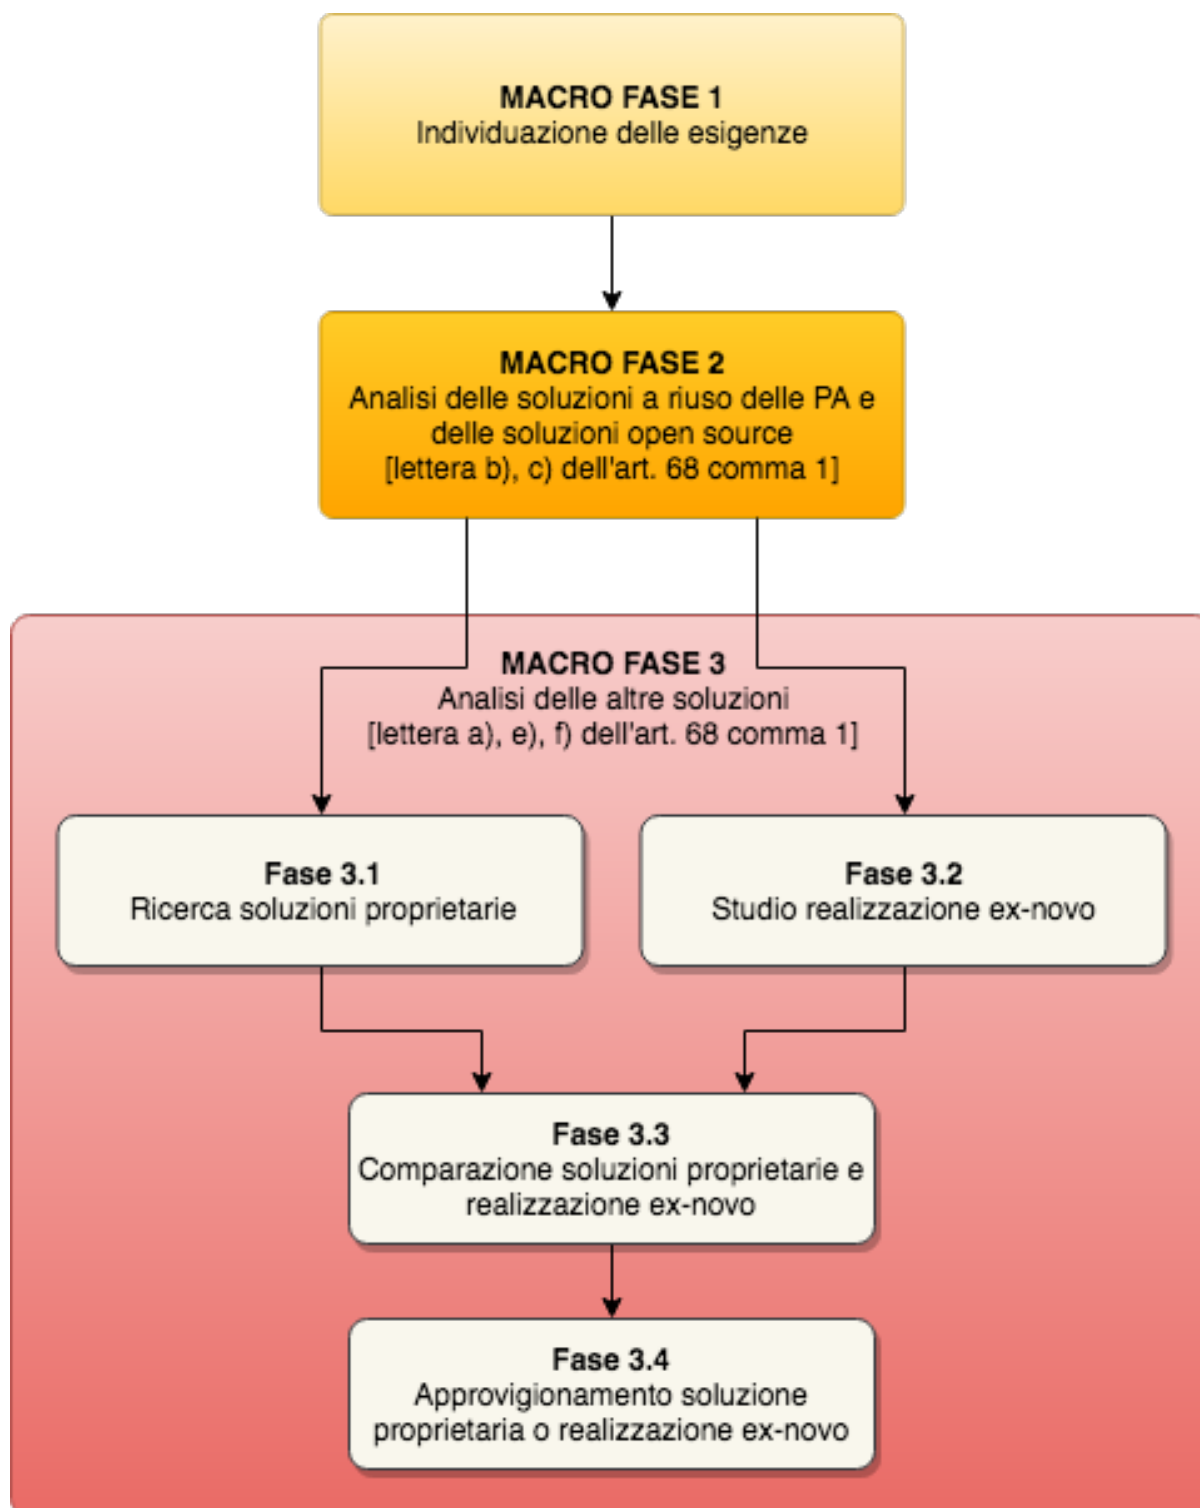 MACRO FASE 1
Individuazione delle esigenze
MACRO FASE 2
Analisi delle soluzioni a riuso delle PA e
delle soluzioni open source
[lettera b), c) dell'art. 68 comma 1]
MACRO FASE 3
Analisi delle altre soluzioni
[lettera a), e), f) dell'art. 68 comma 1]
Fase 3.1
Ricerca soluzioni proprietarie
Fase 3.2
Studio realizzazione ex-novo
Fase 3.3
Comparazione soluzioni proprietarie e
realizzazione ex-novo
Fase 3.4
Approvigionamento soluzione
proprietaria o realizzazione ex-novo